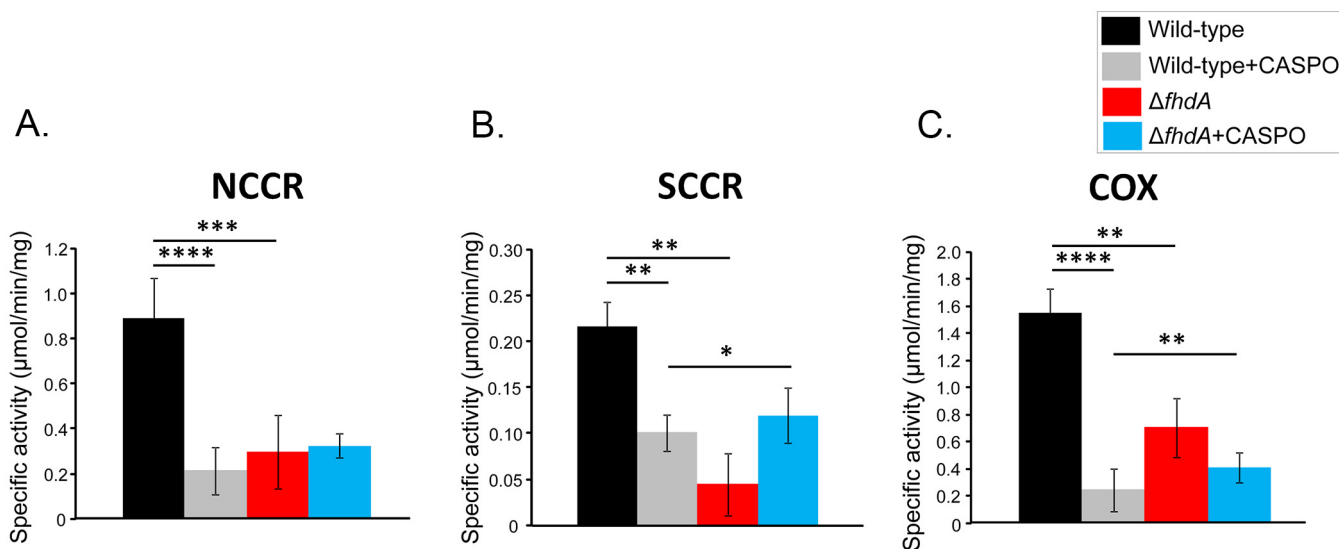 Wild-type
Wild-type+CASPO
ΔfhdA
ΔfhdA+CASPO
A.
NCCR
Specific activity (µmol/min/mg)
1.2
1.0
0.8
0.6
0.4
0.2
0
***
****
B.
SCCR
Specific activity (µmol/min/mg)
0.30
0.25
0.20
0.15
0.10
0.05
0
**
**
*
C.
COX
Specific activity (µmol/min/mg)
2.0
1.8
1.6
1.4
1.2
1.0
0.8
0.6
0.4
0.2
0
**
****
**